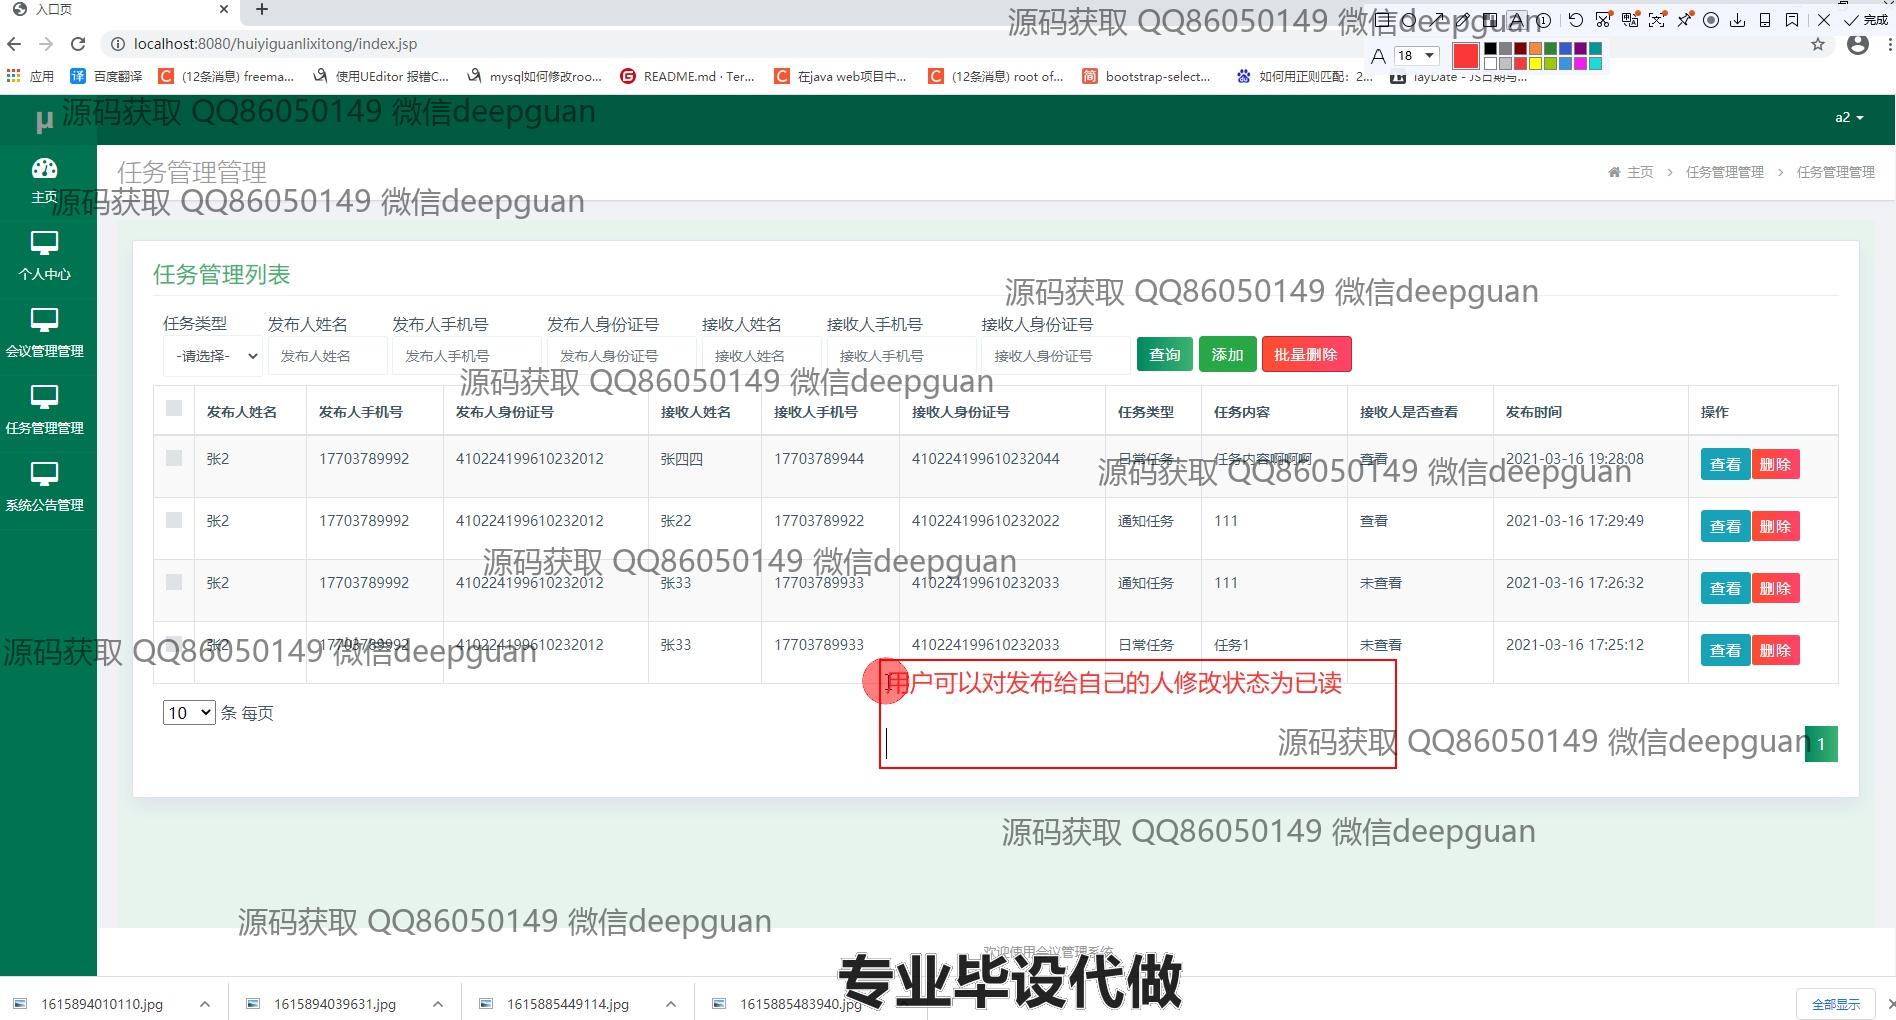 入口页
源码获取 QQ86050149 微信deepguan
完成
localhost:8080/huiyiguanlixitong/index.jsp
A 18
应用
百度翻译
(12条消息) freema...
使用UEditor 报错C...
mysql如何修改roo...
README.md · Ter...
在java web项目中...
(12条消息) root of...
bootstrap-select...
如何用正则匹配：2...
layDate - JS日期与...
μ
源码获取 QQ86050149 微信deepguan
a2
任务管理管理
主页 > 任务管理管理 > 任务管理管理
主页
源码获取 QQ86050149 微信deepguan
个人中心
会议管理管理
任务管理管理
系统公告管理
任务管理列表
源码获取 QQ86050149 微信deepguan
任务类型 发布人姓名 发布人手机号 发布人身份证号 接收人姓名 接收人手机号 接收人身份证号
-请选择- 发布人姓名 发布人手机号 发布人身份证号 接收人姓名 接收人手机号 接收人身份证号 查询 添加 批量删除
源码获取 QQ86050149 微信deepguan
发布人姓名 发布人手机号 发布人身份证号 接收人姓名 接收人手机号 接收人身份证号 任务类型 任务内容 接收人是否查看 发布时间 操作
张2 17703789992 410224199610232012 张四四 17703789944 410224199610232044 日常任务 任务内容啊啊啊 查看 2021-03-16 19:28:08 查看 删除
源码获取 QQ86050149 微信deepguan
张2 17703789992 410224199610232012 张22 17703789922 410224199610232022 通知任务 111 查看 2021-03-16 17:29:49 查看 删除
源码获取 QQ86050149 微信deepguan
张2 17703789992 410224199610232012 张33 17703789933 410224199610232033 通知任务 111 未查看 2021-03-16 17:26:32 查看 删除
张2 17703789992 410224199610232012 张33 17703789933 410224199610232033 日常任务 任务1 未查看 2021-03-16 17:25:12 查看 删除
源码获取 QQ86050149 微信deepguan
用户可以对发布给自己的人修改状态为已读
10 条 每页
源码获取 QQ86050149 微信deepguan
1
源码获取 QQ86050149 微信deepguan
源码获取 QQ86050149 微信deepguan
欢迎使用会议管理系统
专业毕设代做
1615894010110.jpg
1615894039631.jpg
1615885449114.jpg
1615885483940.jpg
全部显示